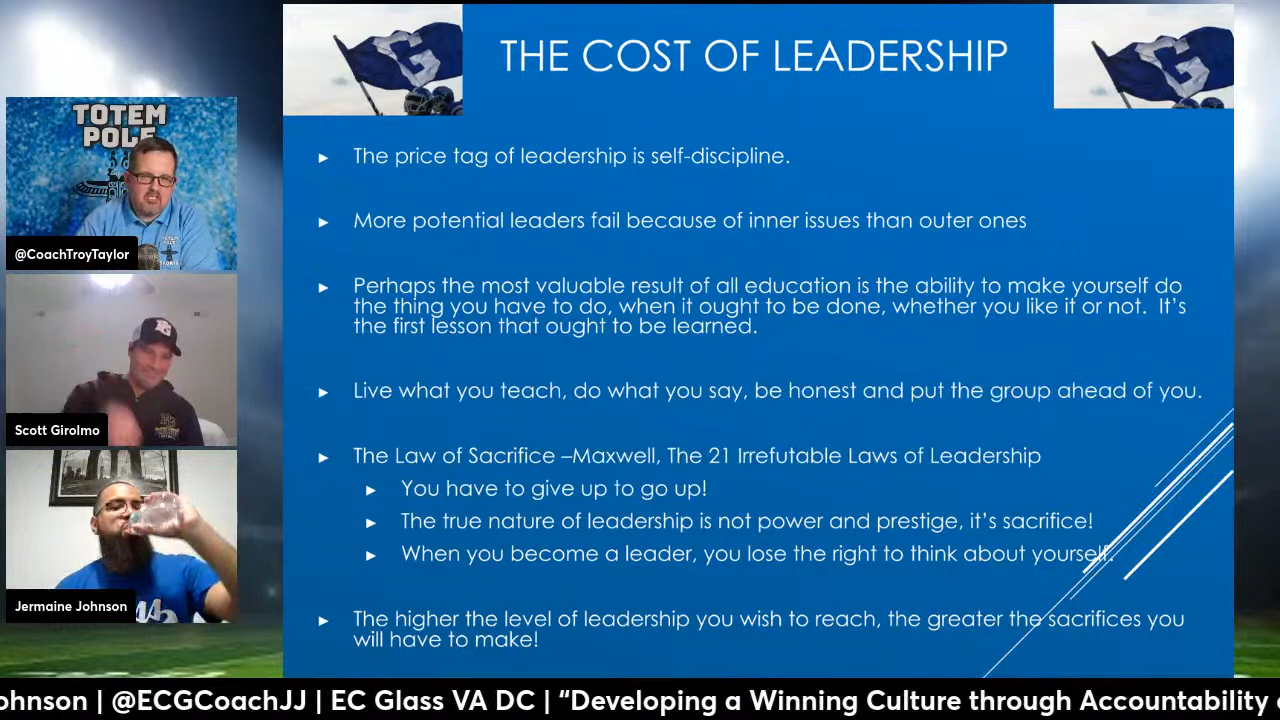 THE COST OF LEADERSHIP
The price tag of leadership is self-discipline.
More potential leaders fail because of inner issues than outer ones
Perhaps the most valuable result of all education is the ability to make yourself do
the thing you have to do, when it ought to be done, whether you like it or not.  It’s
the first lesson that ought to be learned.
Live what you teach, do what you say, be honest and put the group ahead of you.
The Law of Sacrifice –Maxwell, The 21 Irrefutable Laws of Leadership
You have to give up to go up!
The true nature of leadership is not power and prestige, it’s sacrifice!
When you become a leader, you lose the right to think about yourself.
The higher the level of leadership you wish to reach, the greater the sacrifices you
will have to make!
G
G
TOTEM
POLE
@CoachTroyTaylor
Scott Girolmo
Jermaine Johnson
ohnson | @ECGCoachJJ | EC Glass VA DC | “Developing a Winning Culture through Accountability